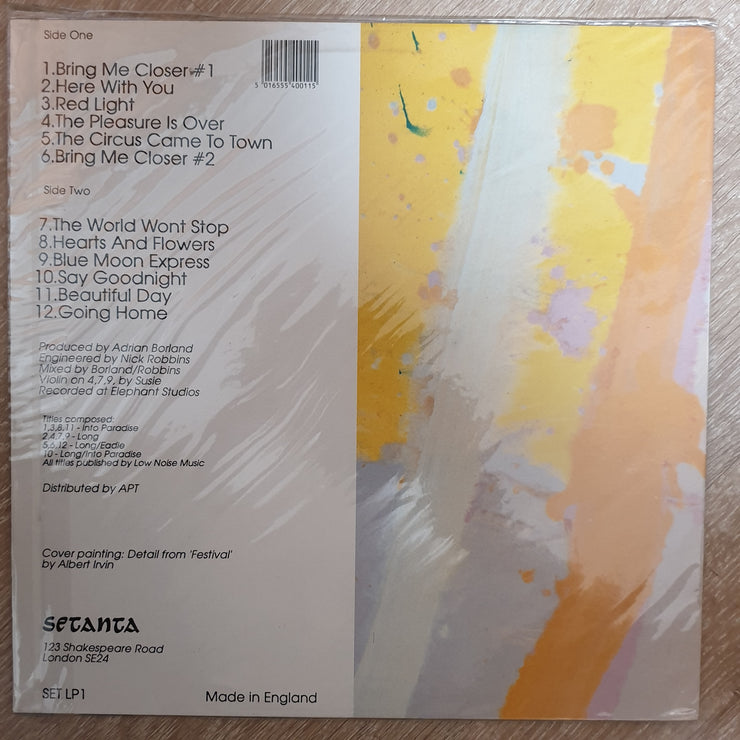 Side One
1.Bring Me Closer #1
2.Here With You
3.Red Light
4.The Pleasure Is Over
5.The Circus Came To Town
6.Bring Me Closer #2
5 016555 400115
Side Two
7.The World Wont Stop
8.Hearts And Flowers
9.Blue Moon Express
10.Say Goodnight
11.Beautiful Day
12.Going Home
Produced by Adrian Borland
Engineered by Nick Robbins
Mixed by Borland/Robbins
Violin on 4,7,9, by Susie
Recorded at Elephant Studios
Titles composed:
1,3,8,11 - Into Paradise
2,4,7,9 - Long
5,6,12 - Long/Eadie
10 - Long/Into Paradise
All titles published by Low Noise Music
Distributed by APT
Cover painting: Detail from 'Festival'
by Albert Irvin
SETANTA
123 Shakespeare Road
London SE24
SET LP1
Made in England